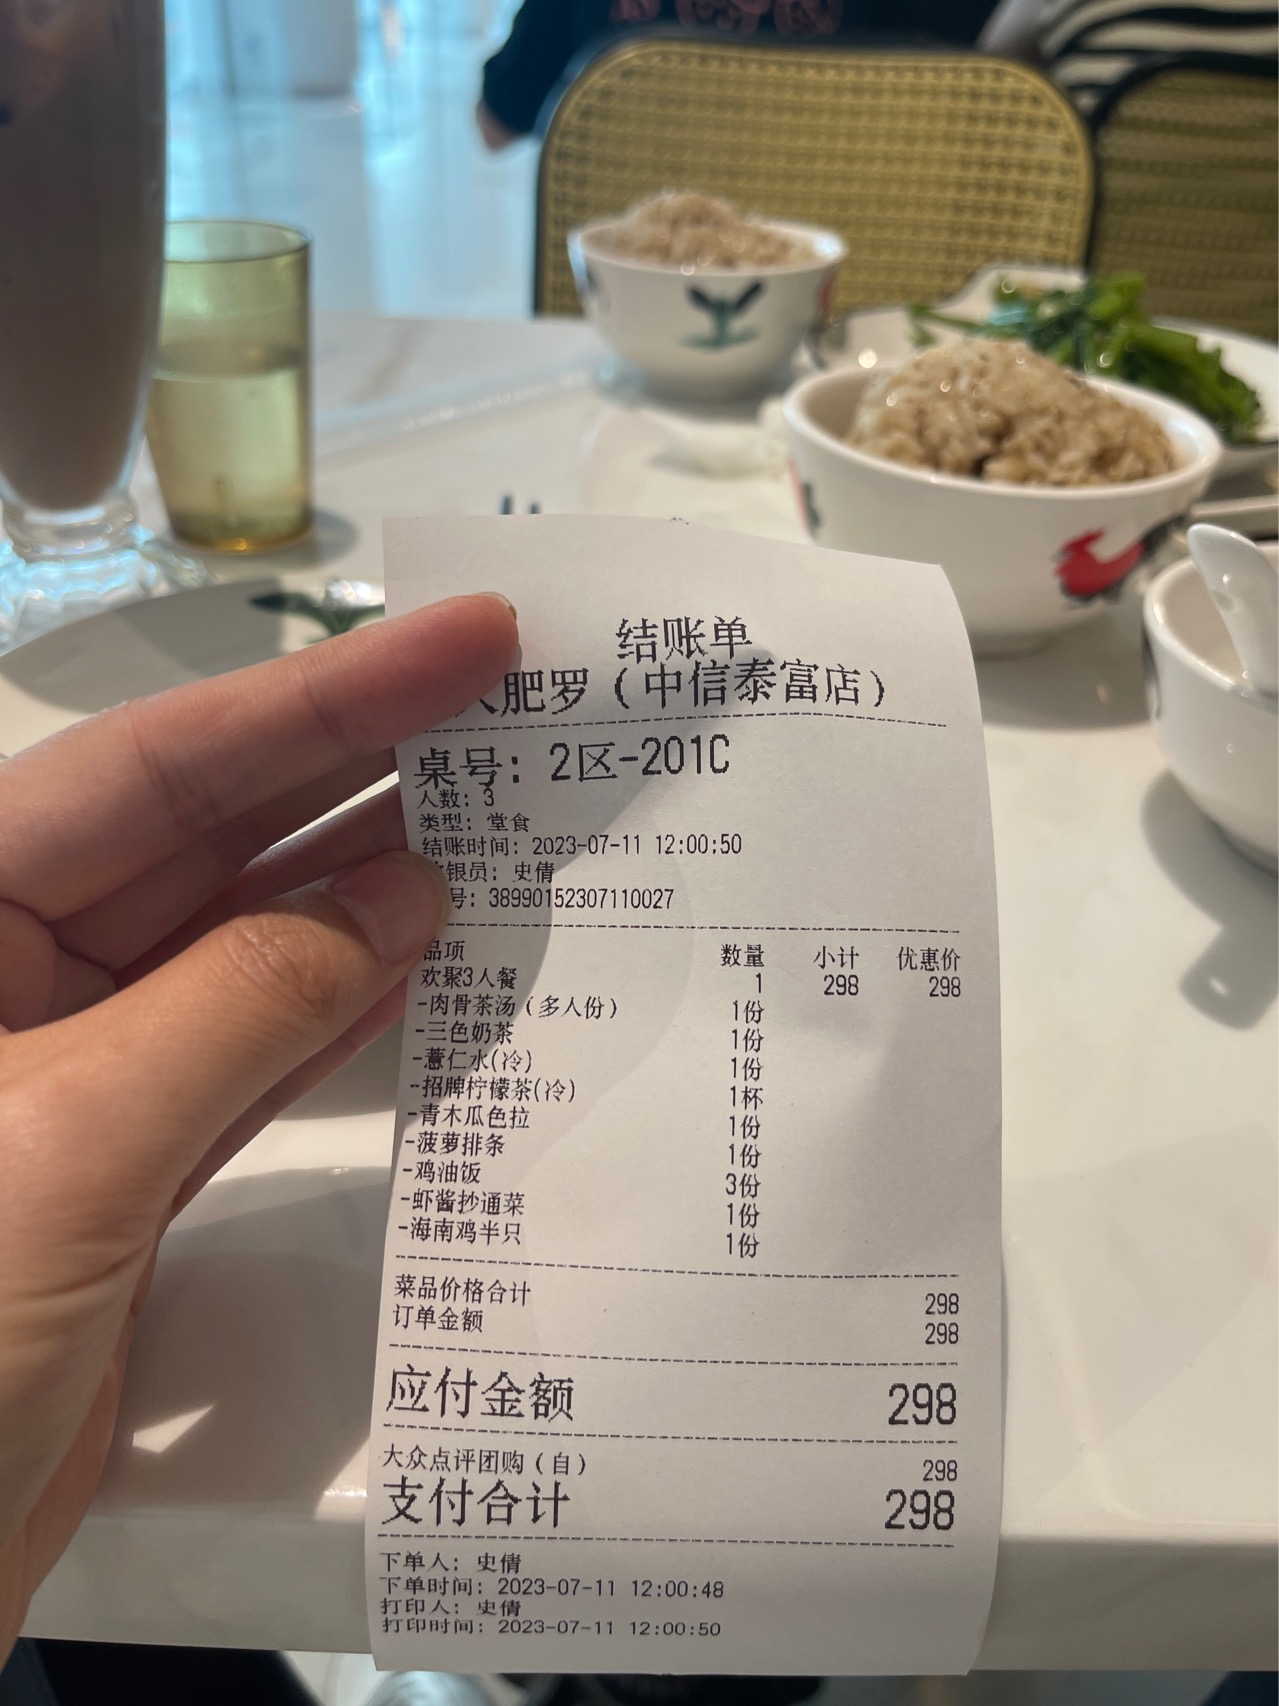 结账单
肥罗（中信泰富店）
桌号: 2区-201C
人数: 3
类型: 堂食
结账时间: 2023-07-11 12:00:50
银员: 史倩
号: 38990152307110027
品项 数量 小计 优惠价
欢聚3人餐 1 298 298
-肉骨茶汤（多人份） 1份
-三色奶茶 1份
-薏仁水(冷) 1份
-招牌柠檬茶(冷) 1杯
-青木瓜色拉 1份
-菠萝排条 1份
-鸡油饭 3份
-虾酱抄通菜 1份
-海南鸡半只 1份
菜品价格合计 298
订单金额 298
应付金额 298
大众点评团购（自） 298
支付合计 298
下单人: 史倩
下单时间: 2023-07-11 12:00:48
打印人: 史倩
打印时间: 2023-07-11 12:00:50